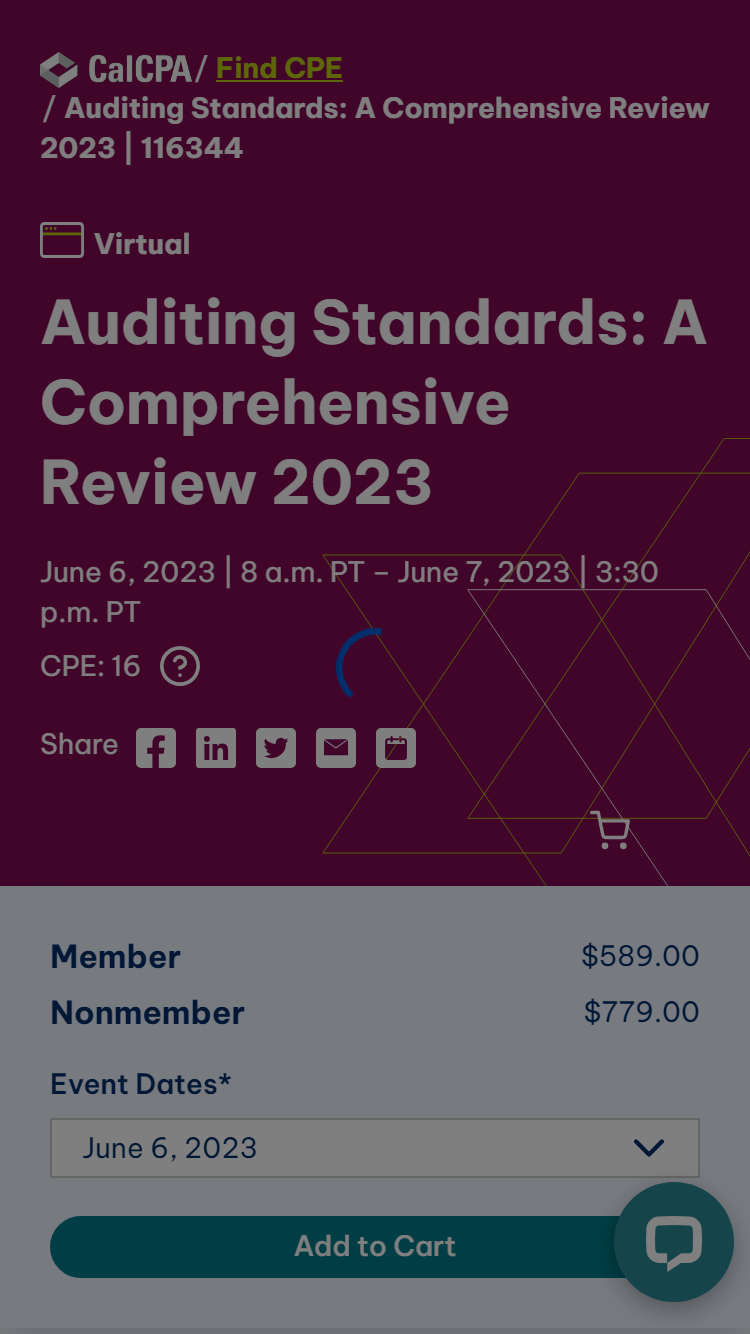 CalCPA / Find CPE
/ Auditing Standards: A Comprehensive Review
2023 | 116344
Virtual
Auditing Standards: A
Comprehensive
Review 2023
June 6, 2023 | 8 a.m. PT – June 7, 2023 | 3:30
p.m. PT
CPE: 16 ?
Share
Member $589.00
Nonmember $779.00
Event Dates*
June 6, 2023
Add to Cart